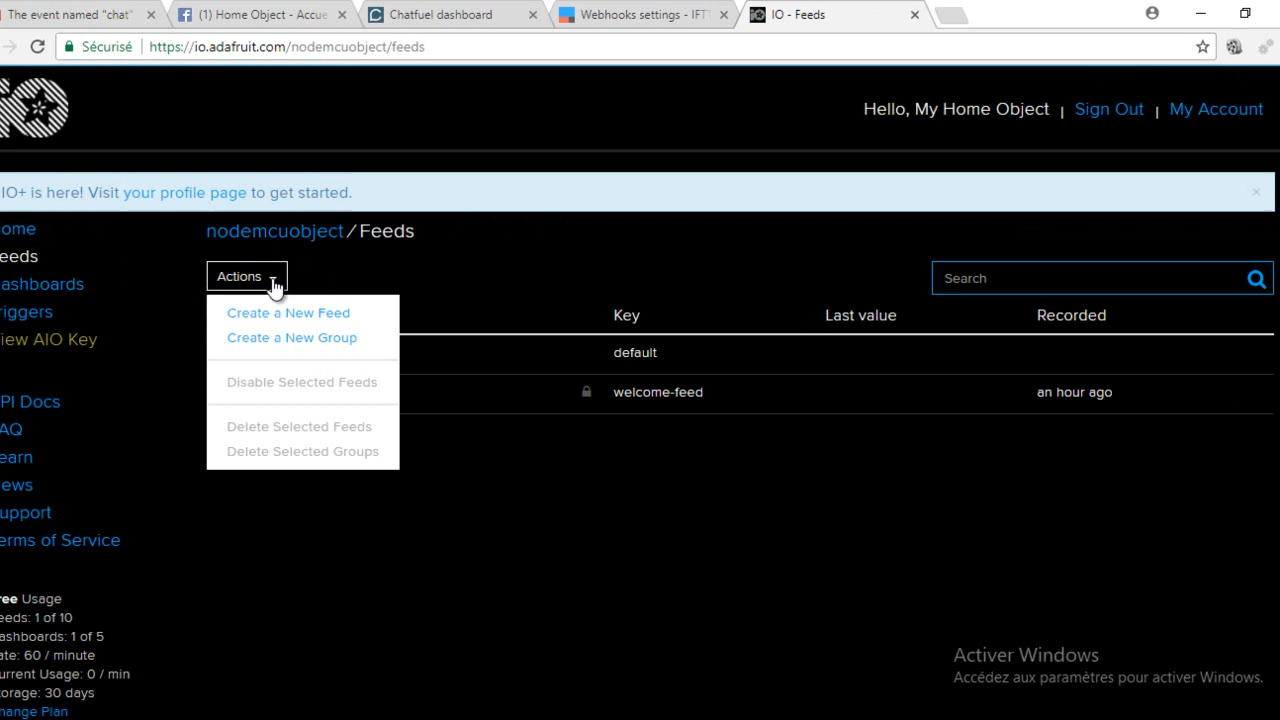 The event named "chat"
(1) Home Object - Accue
Chatfuel dashboard
Webhooks settings - IFT
IO - Feeds
Sécurisé https://io.adafruit.com/nodemcuobject/feeds
Hello, My Home Object | Sign Out | My Account
IO+ is here! Visit your profile page to get started.
ome
nodemcuobject/Feeds
eeds
ashboards
Actions
Search
riggers
Create a New Feed
Key
Last value
Recorded
iew AIO Key
Create a New Group
default
Disable Selected Feeds
welcome-feed
an hour ago
PI Docs
AQ
Delete Selected Feeds
earn
Delete Selected Groups
ews
upport
erms of Service
ree Usage
eeds: 1 of 10
ashboards: 1 of 5
ate: 60 / minute
urrent Usage: 0 / min
torage: 30 days
hange Plan
Activer Windows
Accédez aux paramètres pour activer Windows.